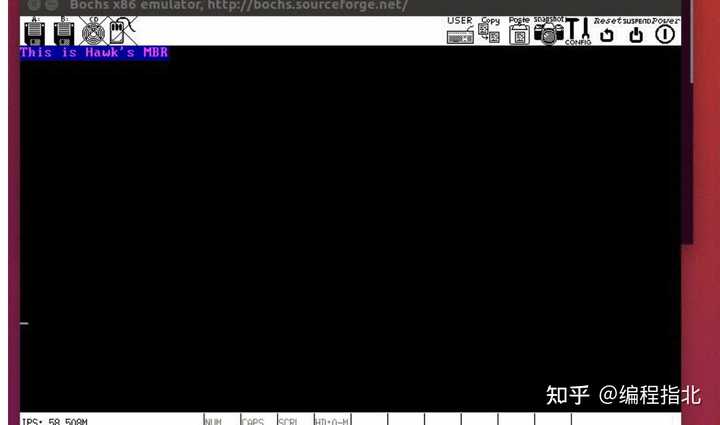 Bochs x86 emulator, http://bochs.sourceforge.net/
A: B: CD USER Copy Paste snapshot CONFIG Reset SUSPEND Power
This is Hawk's MBR
知乎 @编程指北
IPS: 58.508M NUM CAPS SCRL HD:0-M